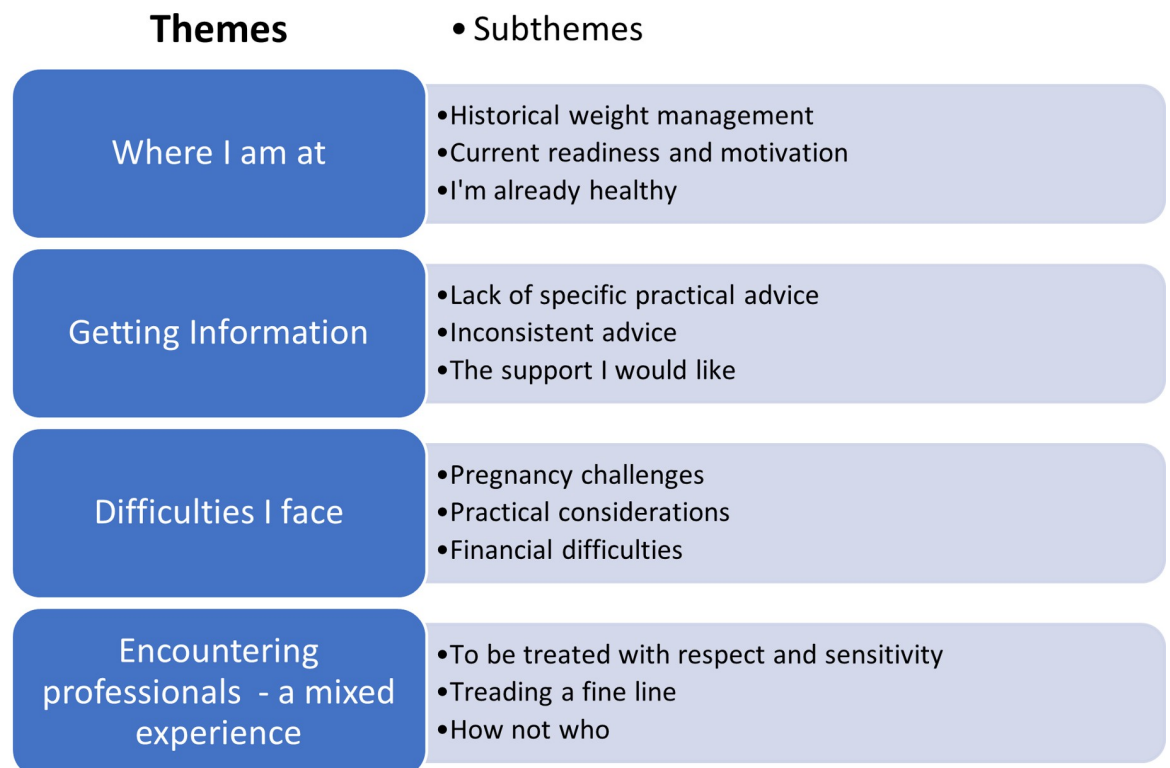 Themes
• Subthemes
Where I am at
•Historical weight management
•Current readiness and motivation
•I'm already healthy
Getting Information
•Lack of specific practical advice
•Inconsistent advice
•The support I would like
Difficulties I face
•Pregnancy challenges
•Practical considerations
•Financial difficulties
Encountering
professionals - a mixed
experience
•To be treated with respect and sensitivity
•Treading a fine line
•How not who